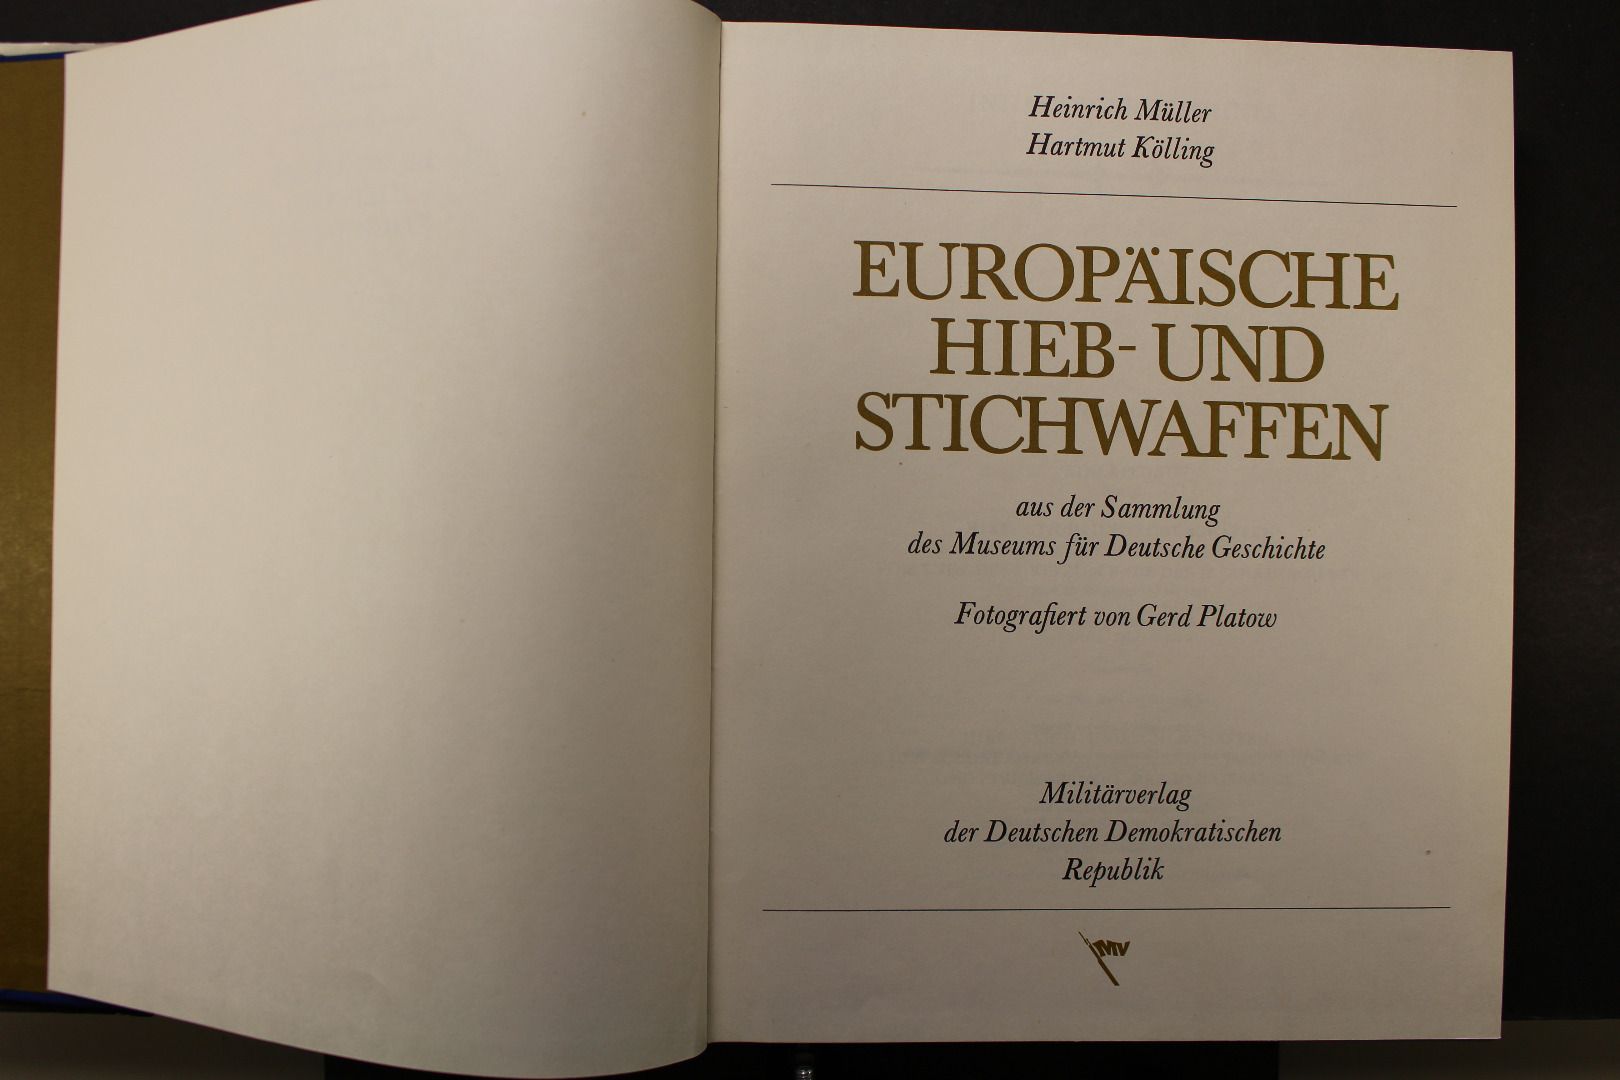 Heinrich Müller
Hartmut Kölling
EUROPÄISCHE
HIEB- UND
STICHWAFFEN
aus der Sammlung
des Museums für Deutsche Geschichte
Fotografiert von Gerd Platow
Militärverlag
der Deutschen Demokratischen
Republik
MV